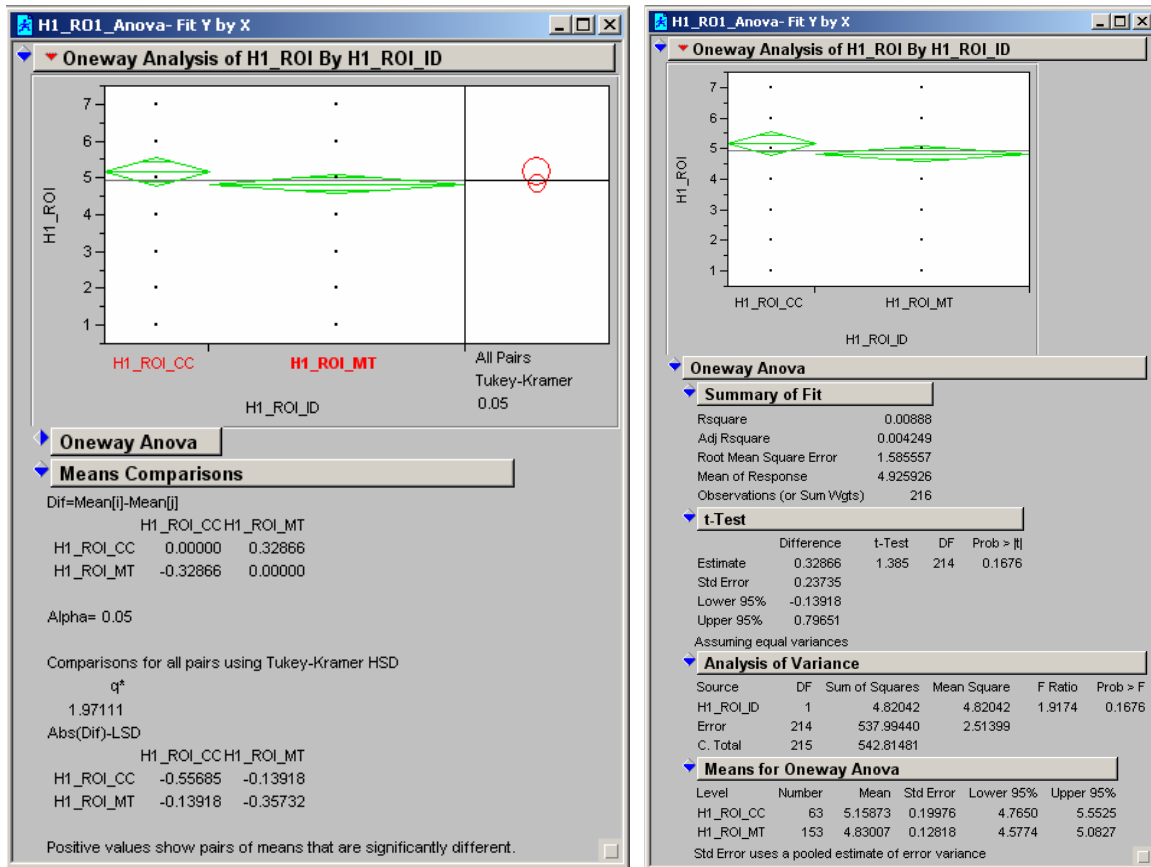 H1_RO1_Anova- Fit Y by X
Oneway Analysis of H1_ROI By H1_ROI_ID
7
6
5
4
3
2
1
H1_ROI
H1_ROI_CC H1_ROI_MT
H1_ROI_ID
All Pairs
Tukey-Kramer
0.05
Oneway Anova
Means Comparisons
Dif=Mean[i]-Mean[j]
H1_ROI_CC H1_ROI_MT
H1_ROI_CC 0.00000 0.32866
H1_ROI_MT -0.32866 0.00000
Alpha= 0.05
Comparisons for all pairs using Tukey-Kramer HSD
q*
1.97111
Abs(Dif)-LSD
H1_ROI_CC H1_ROI_MT
H1_ROI_CC -0.55685 -0.13918
H1_ROI_MT -0.13918 -0.35732
Positive values show pairs of means that are significantly different.
H1_RO1_Anova- Fit Y by X
Oneway Analysis of H1_ROI By H1_ROI_ID
7
6
5
4
3
2
1
H1_ROI
H1_ROI_CC H1_ROI_MT
H1_ROI_ID
Oneway Anova
Summary of Fit
Rsquare 0.00888
Adj Rsquare 0.004249
Root Mean Square Error 1.585557
Mean of Response 4.925926
Observations (or Sum Wgts) 216
t-Test
Difference t-Test DF Prob > |t|
Estimate 0.32866 1.385 214 0.1676
Std Error 0.23735
Lower 95% -0.13918
Upper 95% 0.79651
Assuming equal variances
Analysis of Variance
Source DF Sum of Squares Mean Square F Ratio Prob > F
H1_ROI_ID 1 4.82042 4.82042 1.9174 0.1676
Error 214 537.99440 2.51399
C. Total 215 542.81481
Means for Oneway Anova
Level Number Mean Std Error Lower 95% Upper 95%
H1_ROI_CC 63 5.15873 0.19976 4.7650 5.5525
H1_ROI_MT 153 4.83007 0.12818 4.5774 5.0827
Std Error uses a pooled estimate of error variance